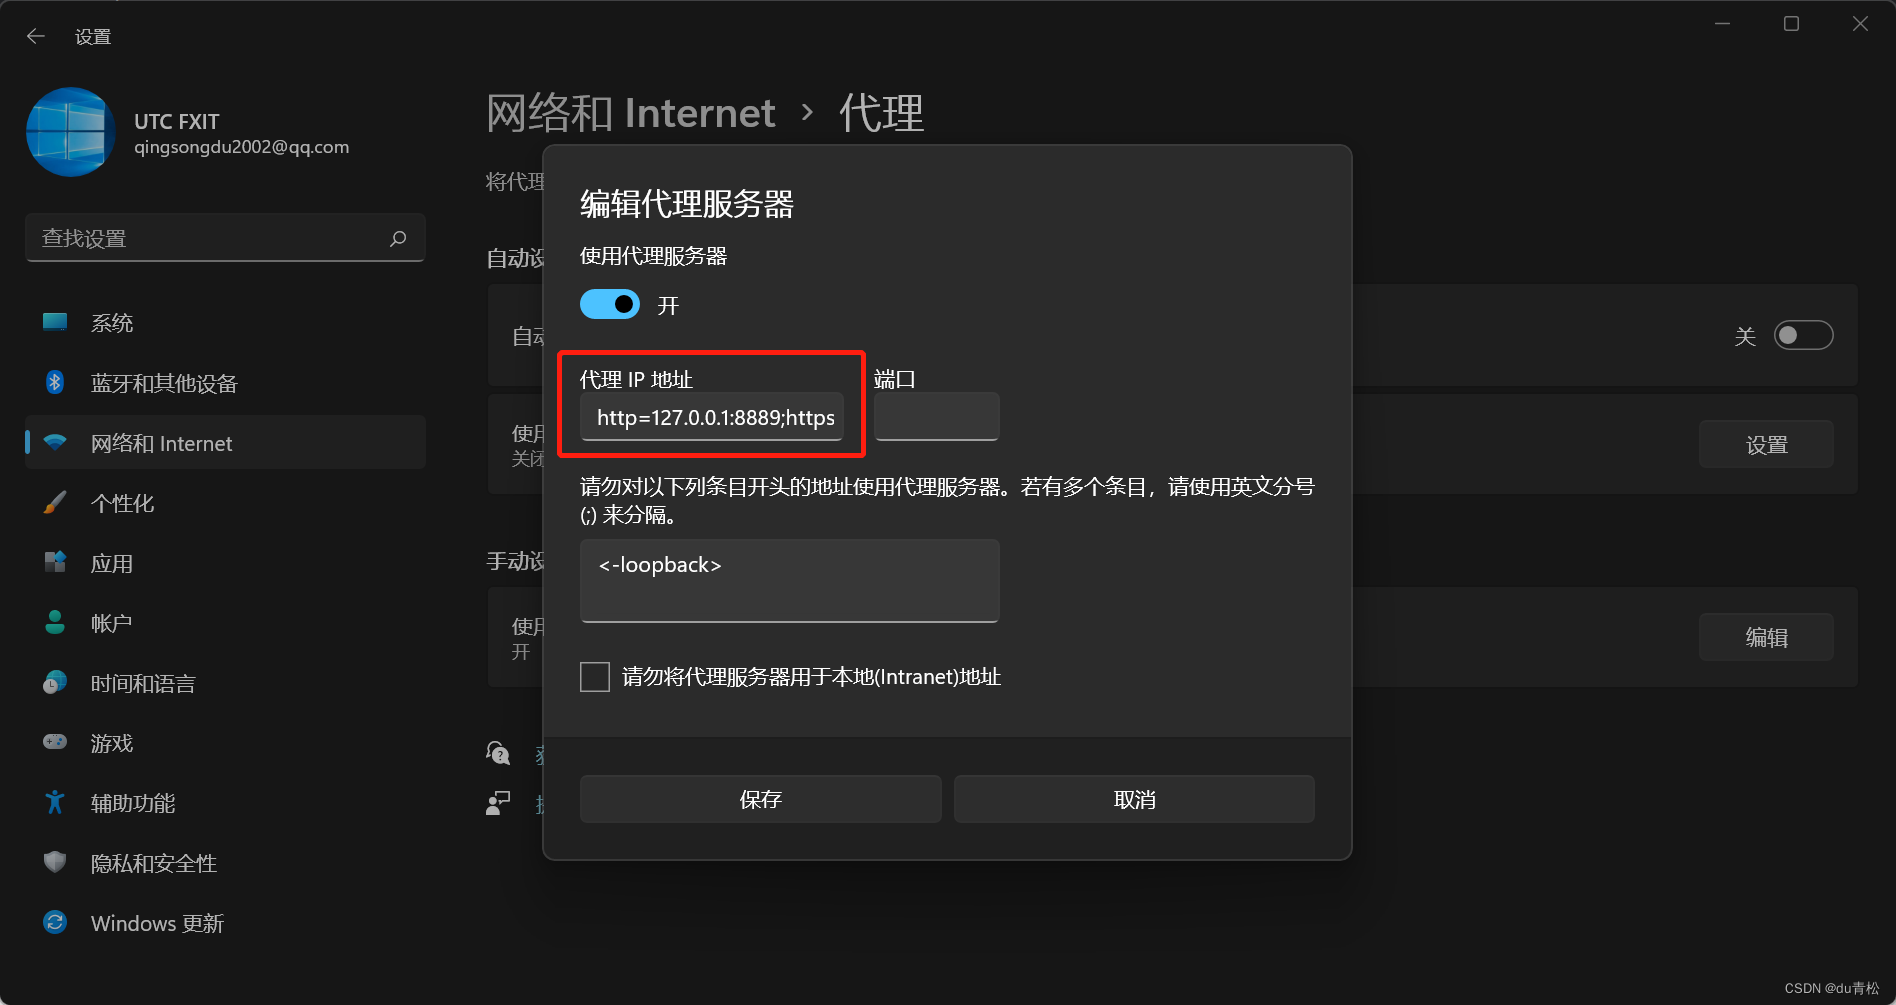 设置
UTC FXIT
qingsongdu2002@qq.com
查找设置
系统
蓝牙和其他设备
网络和 Internet
个性化
应用
帐户
时间和语言
游戏
辅助功能
隐私和安全性
Windows 更新
网络和 Internet › 代理
将代理
自动设
自动
关
使用
关闭
设置
手动设
使用
开
编辑
编辑代理服务器
使用代理服务器
开
代理 IP 地址
端口
http=127.0.0.1:8889;https
请勿对以下列条目开头的地址使用代理服务器。若有多个条目，请使用英文分号
(;) 来分隔。
<-loopback>
请勿将代理服务器用于本地(Intranet)地址
保存
取消
CSDN @du青松